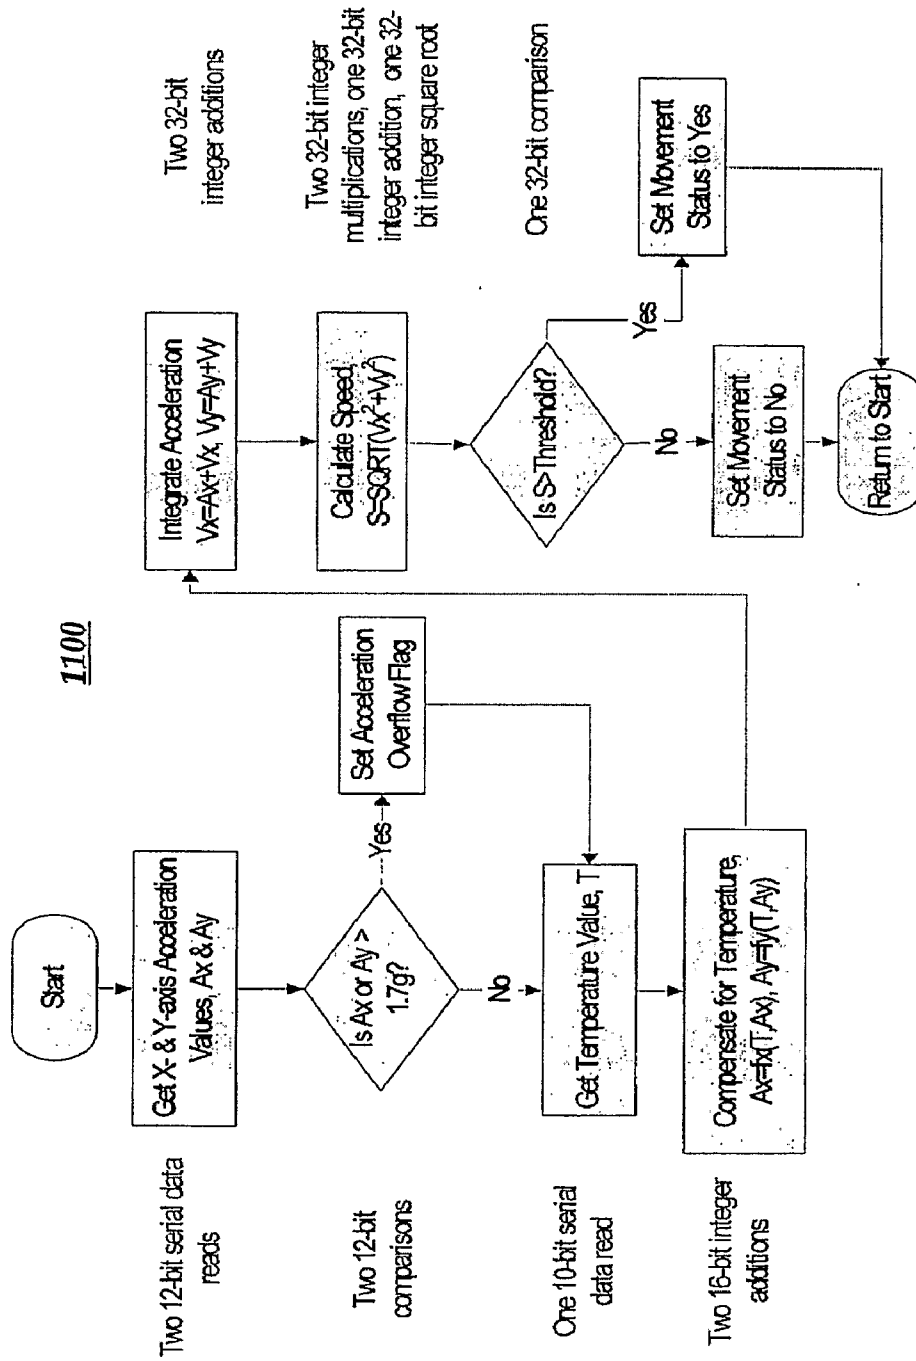 1100
Start
Two 12-bit serial data
reads
Get X- & Y-axis Acceleration
Values, Ax & Ay
Two 12-bit
comparisons
Is Ax or Ay >
1.7g?
Yes
Set Acceleration
Overflow Flag
No
One 10-bit serial
data read
Get Temperature Value, T
Two 16-bit integer
additions
Compensate for Temperature,
Ax=fx(T,Ax), Ay=fy(T,Ay)
Integrate Acceleration
Vx=Ax+Vx, Vy=Ay+Vy
Two 32-bit
integer additions
Calculate Speed,
S=SQRT(Vx²+Vy²)
Two 32-bit integer
multiplications, one 32-bit
integer addition, one 32-
bit integer square root
Is S>Threshold?
One 32-bit comparison
Yes
Set Movement
Status to Yes
No
Set Movement
Status to No
Return to Start